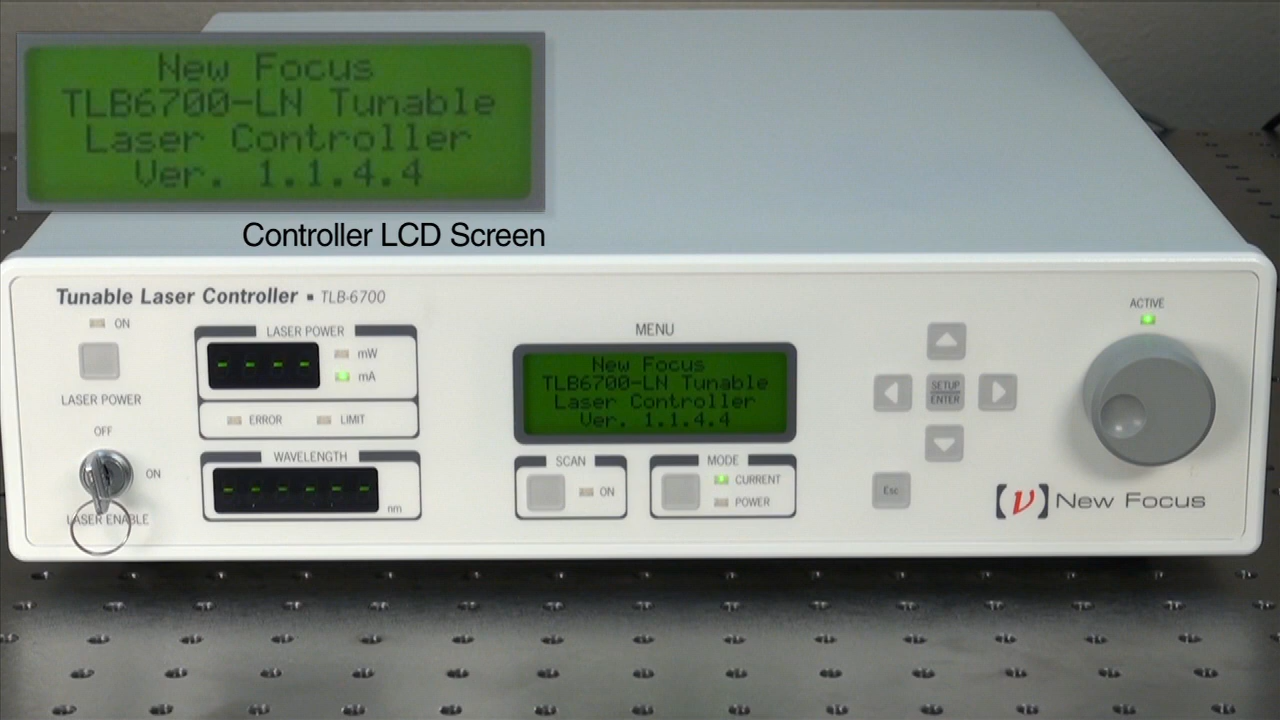 New Focus
TLB6700-LN Tunable
Laser Controller
Ver. 1.1.4.4
Controller LCD Screen
Tunable Laser Controller ▪ TLB-6700
ON
LASER POWER
OFF
ON
LASER ENABLE
LASER POWER
- - - -
mW
mA
ERROR
LIMIT
WAVELENGTH
- - - - - -
nm
MENU
New Focus
TLB6700-LN Tunable
Laser Controller
Ver. 1.1.4.4
SCAN
ON
MODE
CURRENT
POWER
SETUP
ENTER
Esc
ACTIVE
[ν] New Focus